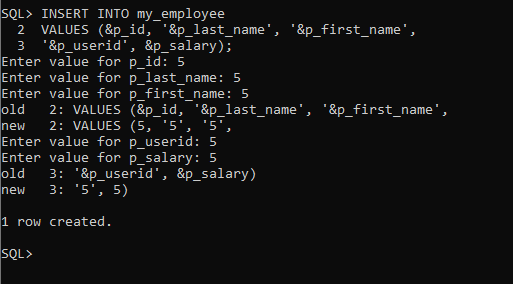 SQL> INSERT INTO my_employee
  2  VALUES (&p_id, '&p_last_name', '&p_first_name',
  3  '&p_userid', &p_salary);
Enter value for p_id: 5
Enter value for p_last_name: 5
Enter value for p_first_name: 5
old   2: VALUES (&p_id, '&p_last_name', '&p_first_name',
new   2: VALUES (5, '5', '5',
Enter value for p_userid: 5
Enter value for p_salary: 5
old   3: '&p_userid', &p_salary)
new   3: '5', 5)
1 row created.
SQL>